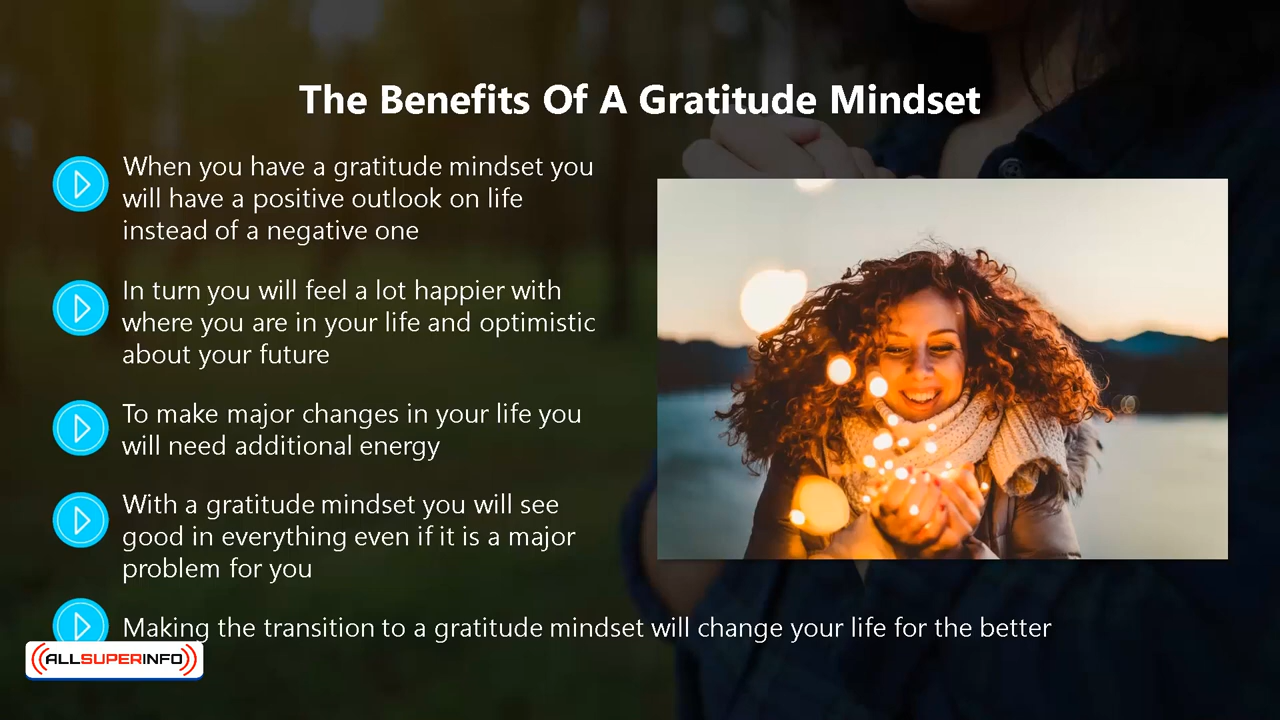 The Benefits Of A Gratitude Mindset
When you have a gratitude mindset you
will have a positive outlook on life
instead of a negative one
In turn you will feel a lot happier with
where you are in your life and optimistic
about your future
To make major changes in your life you
will need additional energy
With a gratitude mindset you will see
good in everything even if it is a major
problem for you
Making the transition to a gratitude mindset will change your life for the better
ALLSUPERINFO